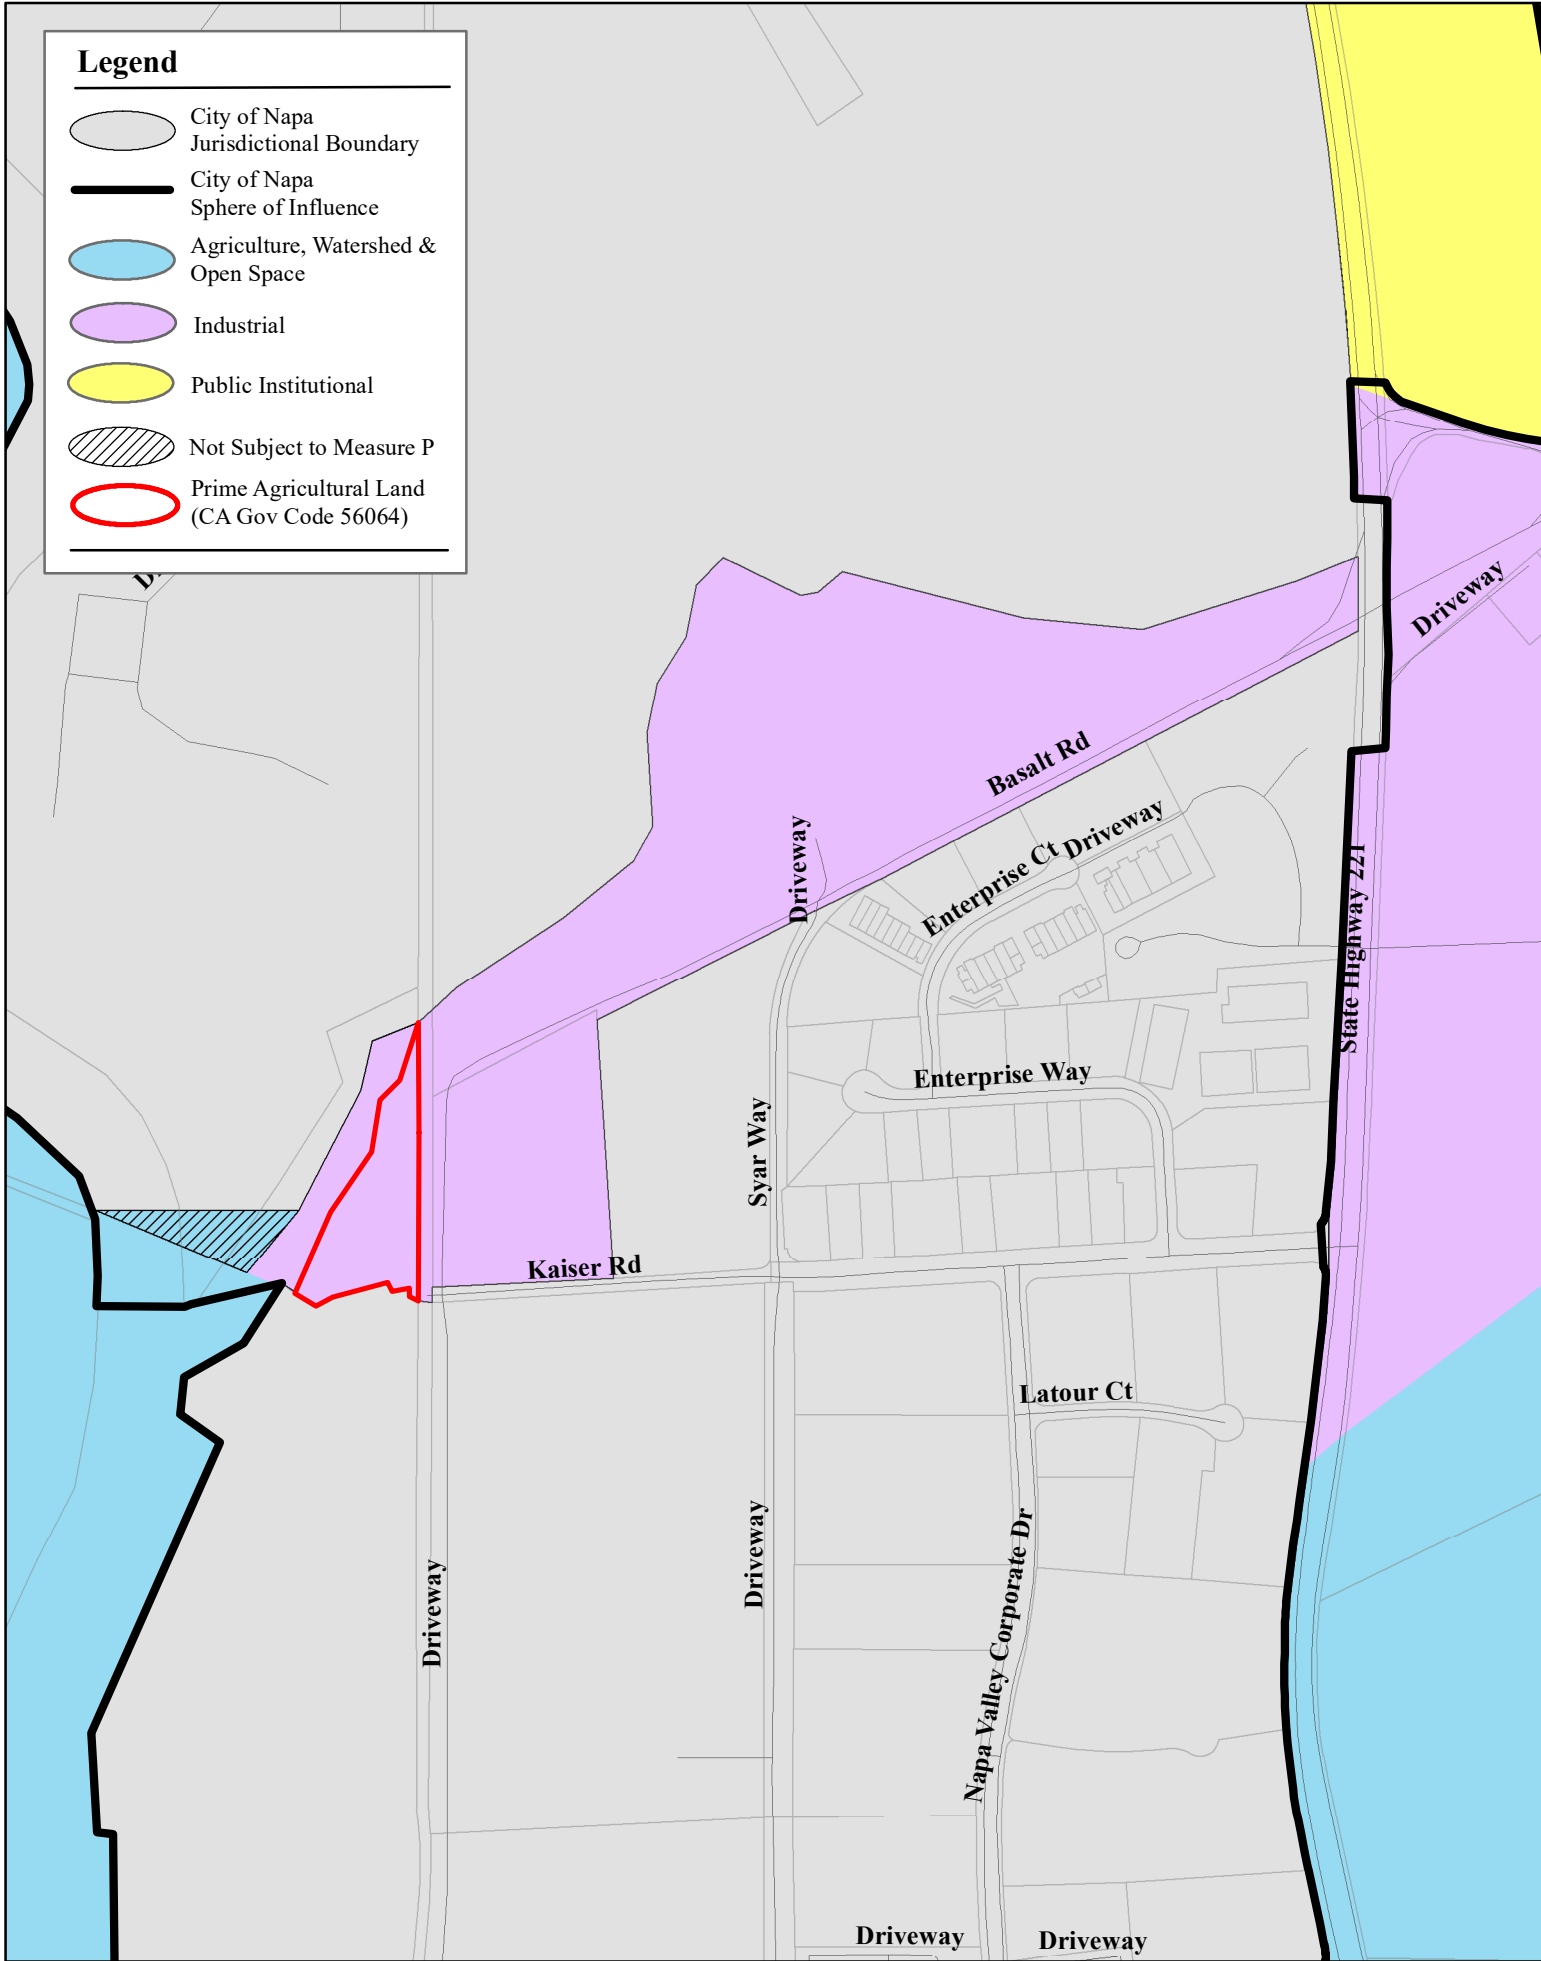 Legend
City of Napa
Jurisdictional Boundary
City of Napa
Sphere of Influence
Agriculture, Watershed &
Open Space
Industrial
Public Institutional
Not Subject to Measure P
Prime Agricultural Land
(CA Gov Code 56064)
Driveway
Basalt Rd
Driveway
Driveway
Enterprise Ct
State Highway 221
Enterprise Way
Syar Way
Kaiser Rd
Latour Ct
Driveway
Driveway
Napa Valley Corporate Dr
Driveway
Driveway